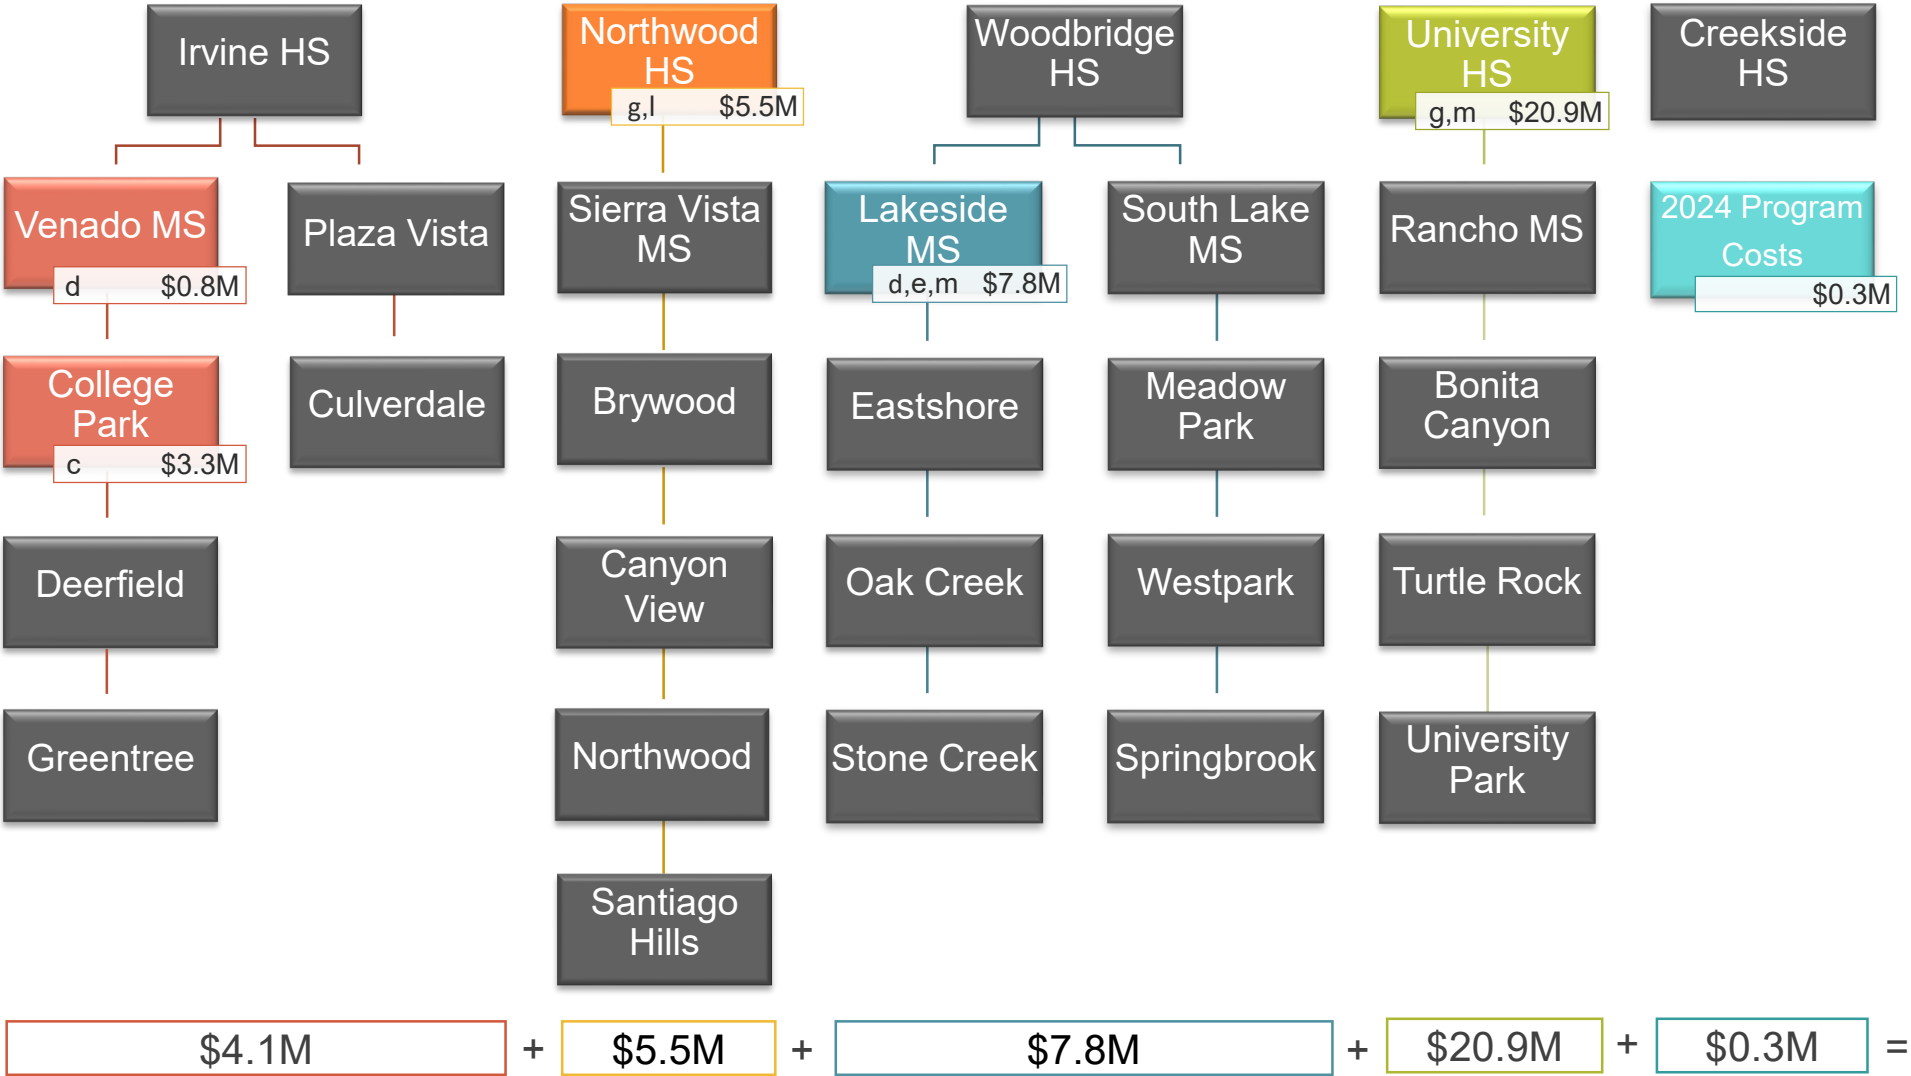 Irvine HS
Northwood
HS
g,l $5.5M
Woodbridge
HS
University
HS
g,m $20.9M
Creekside
HS
Venado MS
d $0.8M
Plaza Vista
Sierra Vista
MS
Lakeside
MS
d,e,m $7.8M
South Lake
MS
Rancho MS
2024 Program
Costs
$0.3M
College
Park
c $3.3M
Culverdale
Brywood
Eastshore
Meadow
Park
Bonita
Canyon
Deerfield
Canyon
View
Oak Creek
Westpark
Turtle Rock
Greentree
Northwood
Stone Creek
Springbrook
University
Park
Santiago
Hills
$4.1M + $5.5M + $7.8M + $20.9M + $0.3M =